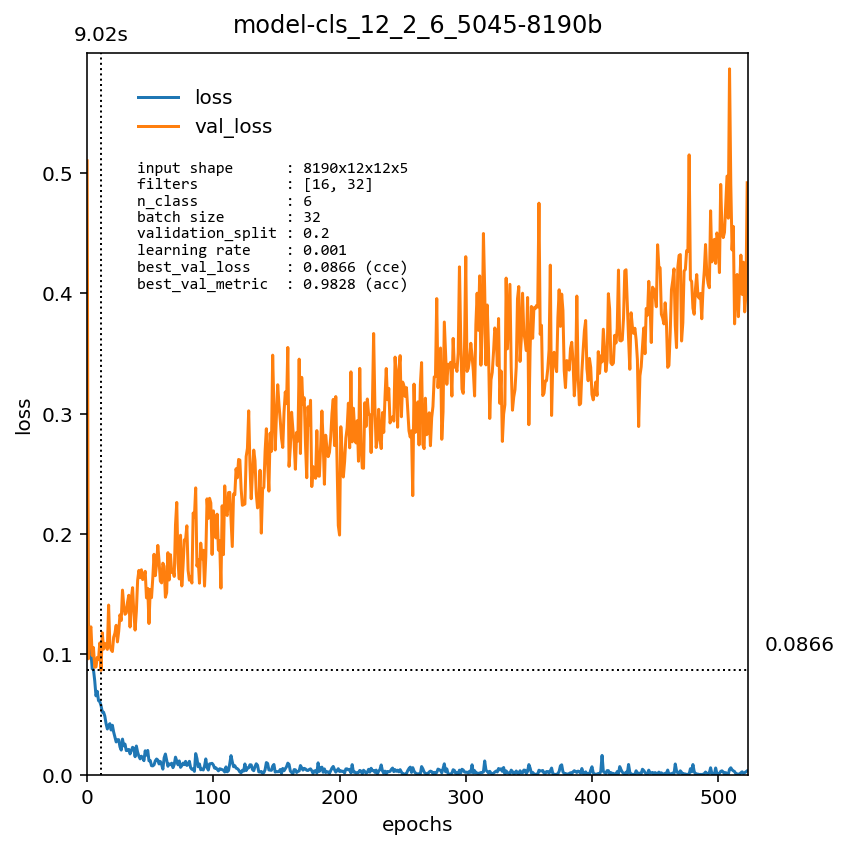 model-cls_12_2_6_5045-8190b
9.02s
loss
val_loss
input shape : 8190x12x12x5
filters : [16, 32]
n_class : 6
batch size : 32
validation_split : 0.2
learning rate : 0.001
best_val_loss : 0.0866 (cce)
best_val_metric : 0.9828 (acc)
0.5
0.4
0.3
0.2
0.1
0.0
loss
0.0866
0 100 200 300 400 500
epochs